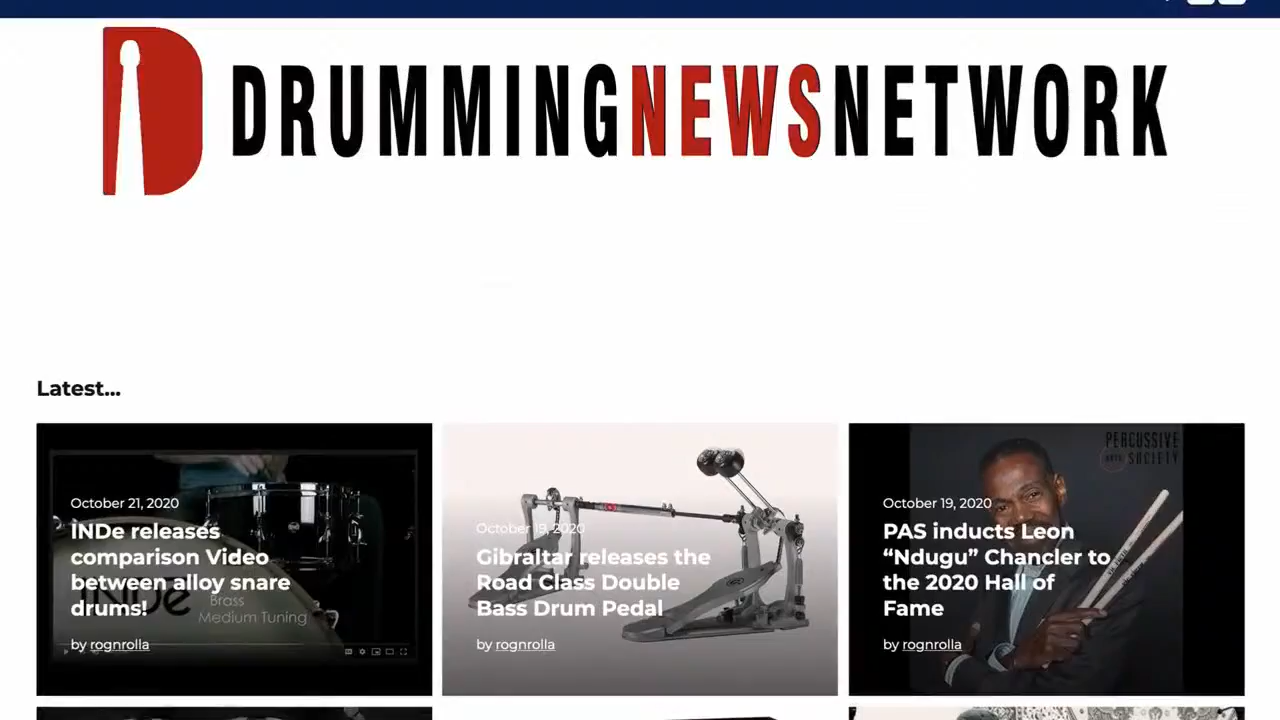 DRUMMINGNEWSNETWORK
Latest...
October 21, 2020
INDe releases
comparison Video
between alloy snare
drums!
INDe
Brass
Medium Tuning
by rognrolla
October 19, 2020
Gibraltar releases the
Road Class Double
Bass Drum Pedal
by rognrolla
PERCUSSIVE
ARTS SOCIETY
October 19, 2020
PAS inducts Leon
“Ndugu” Chancler to
the 2020 Hall of
Fame
by rognrolla